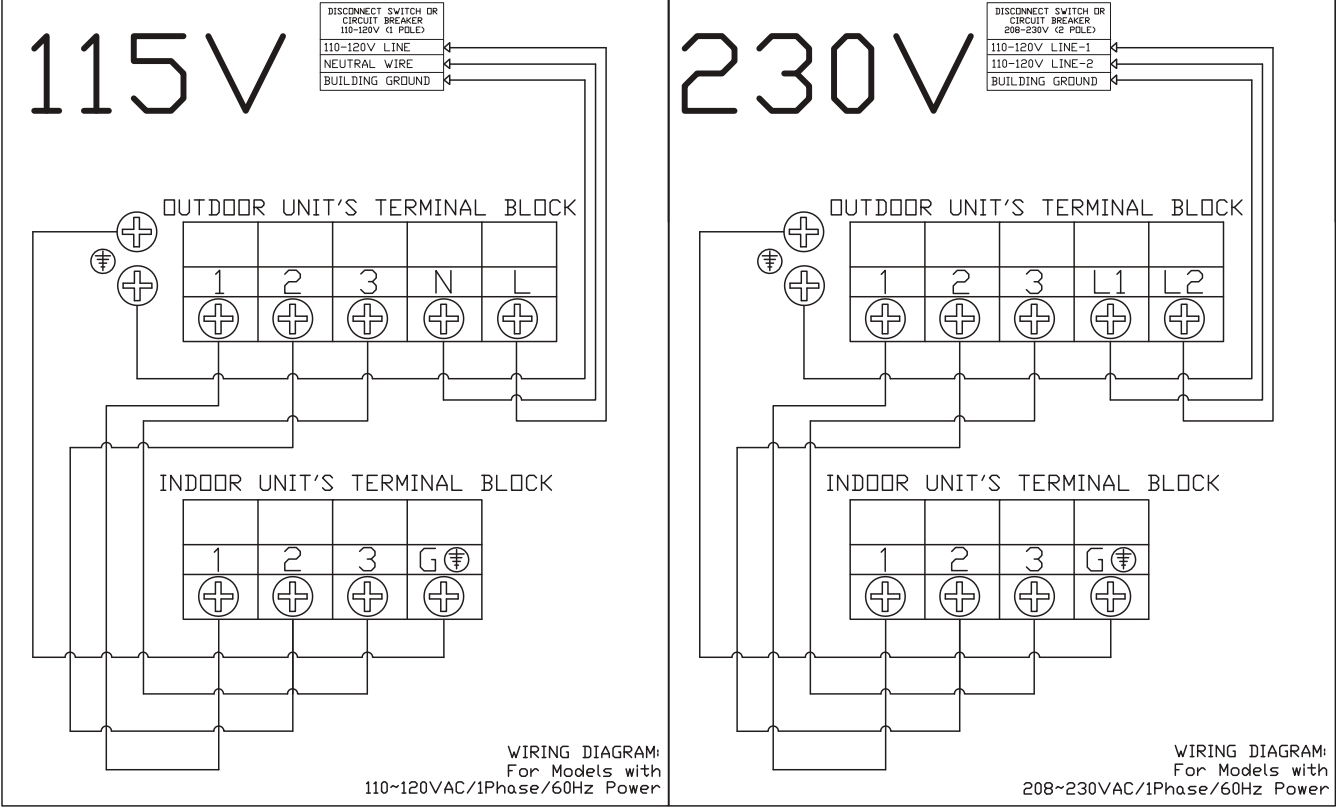 115V
DISCONNECT SWITCH OR
CIRCUIT BREAKER
110-120V (1 POLE)
110-120V LINE
NEUTRAL WIRE
BUILDING GROUND
OUTDOOR UNIT'S TERMINAL BLOCK
1 2 3 N L
INDOOR UNIT'S TERMINAL BLOCK
1 2 3 G
WIRING DIAGRAM:
For Models with
110~120VAC/1Phase/60Hz Power
230V
DISCONNECT SWITCH OR
CIRCUIT BREAKER
208-230V (2 POLE)
110-120V LINE-1
110-120V LINE-2
BUILDING GROUND
OUTDOOR UNIT'S TERMINAL BLOCK
1 2 3 L1 L2
INDOOR UNIT'S TERMINAL BLOCK
1 2 3 G
WIRING DIAGRAM:
For Models with
208~230VAC/1Phase/60Hz Power